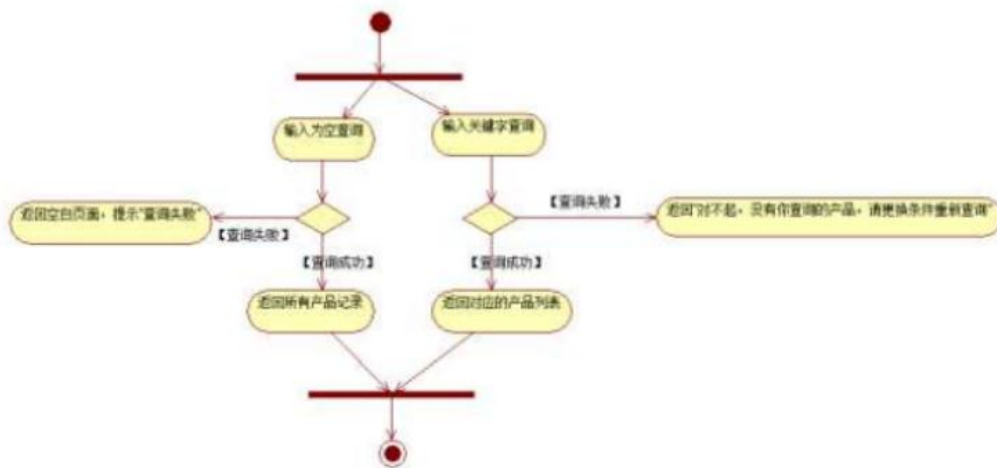 输入为空查询
输入关键字查询
【查询失败】
返回空白页面，提示“查询失败”
返回“对不起，没有你查询的产品，请更换条件重新查询”
【查询失败】
【查询成功】
【查询成功】
返回所有产品记录
返回对应的产品列表